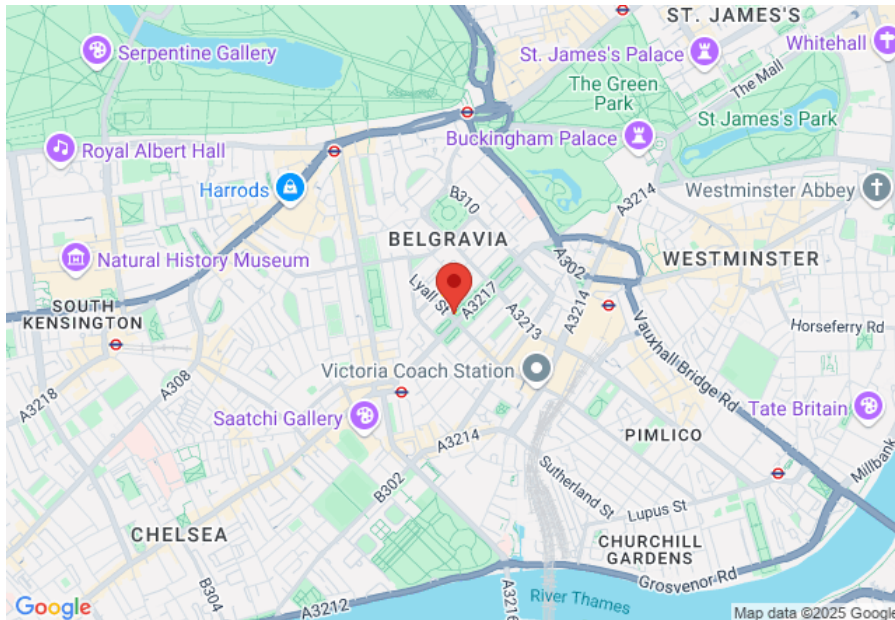 ST. JAMES'S
Serpentine Gallery
St. James's Palace
Whitehall
The Mall
The Green
Park
St James's Park
Buckingham Palace
Royal Albert Hall
Harrods
B310
A3214
Westminster Abbey
BELGRAVIA
WESTMINSTER
Natural History Museum
A302
Lyall St
A3217
A3214
SOUTH
KENSINGTON
A3213
Vauxhall Bridge Rd
Horseferry Rd
Victoria Coach Station
A308
A3218
Saatchi Gallery
Tate Britain
A3214
PIMLICO
Millbank
B302
Sutherland St
Lupus St
CHELSEA
CHURCHILL
GARDENS
B304
Grosvenor Rd
River Thames
A3212
A3216
Google
Map data ©2025 Google